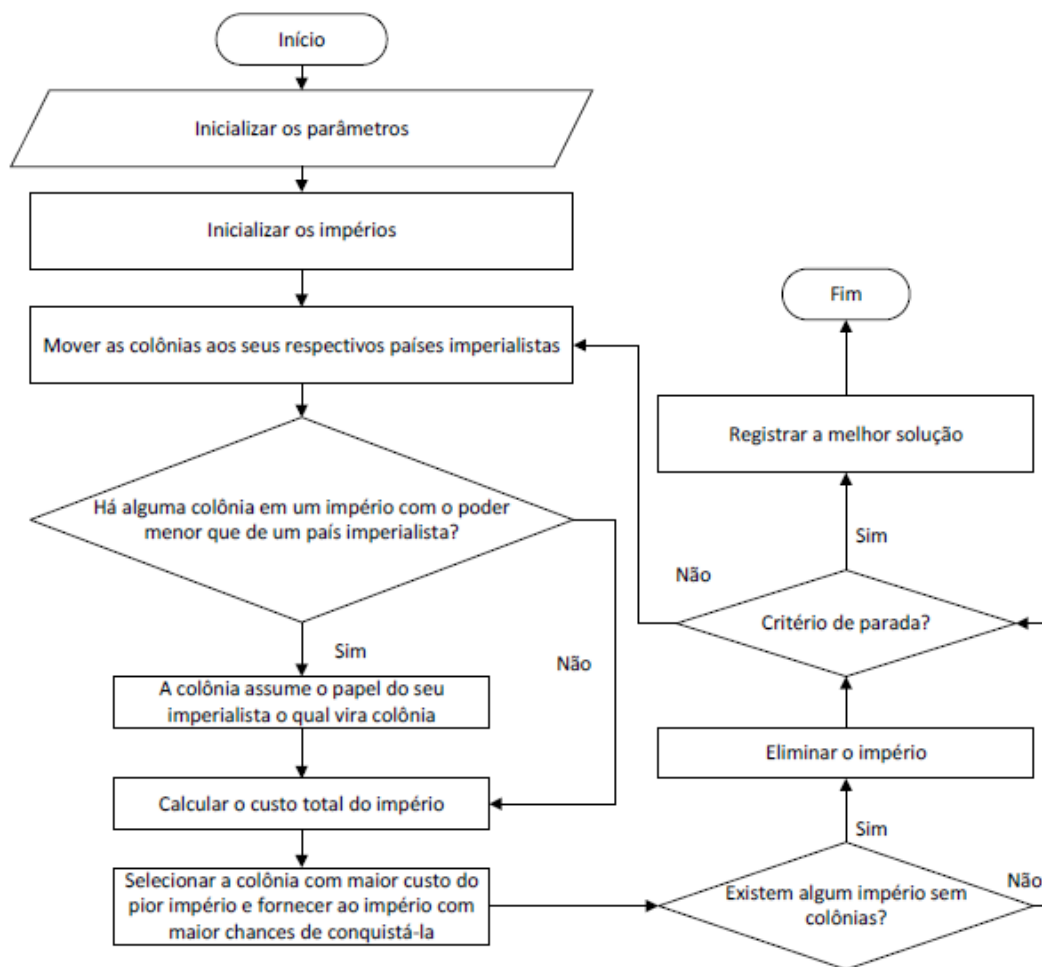 Início
Inicializar os parâmetros
Inicializar os impérios
Mover as colônias aos seus respectivos países imperialistas
Há alguma colônia em um império com o poder
menor que de um país imperialista?
Sim
Não
A colônia assume o papel do seu
imperialista o qual vira colônia
Calcular o custo total do império
Selecionar a colônia com maior custo do
pior império e fornecer ao império com
maior chances de conquistá-la
Existem algum império sem
colônias?
Não
Sim
Eliminar o império
Critério de parada?
Não
Sim
Registrar a melhor solução
Fim